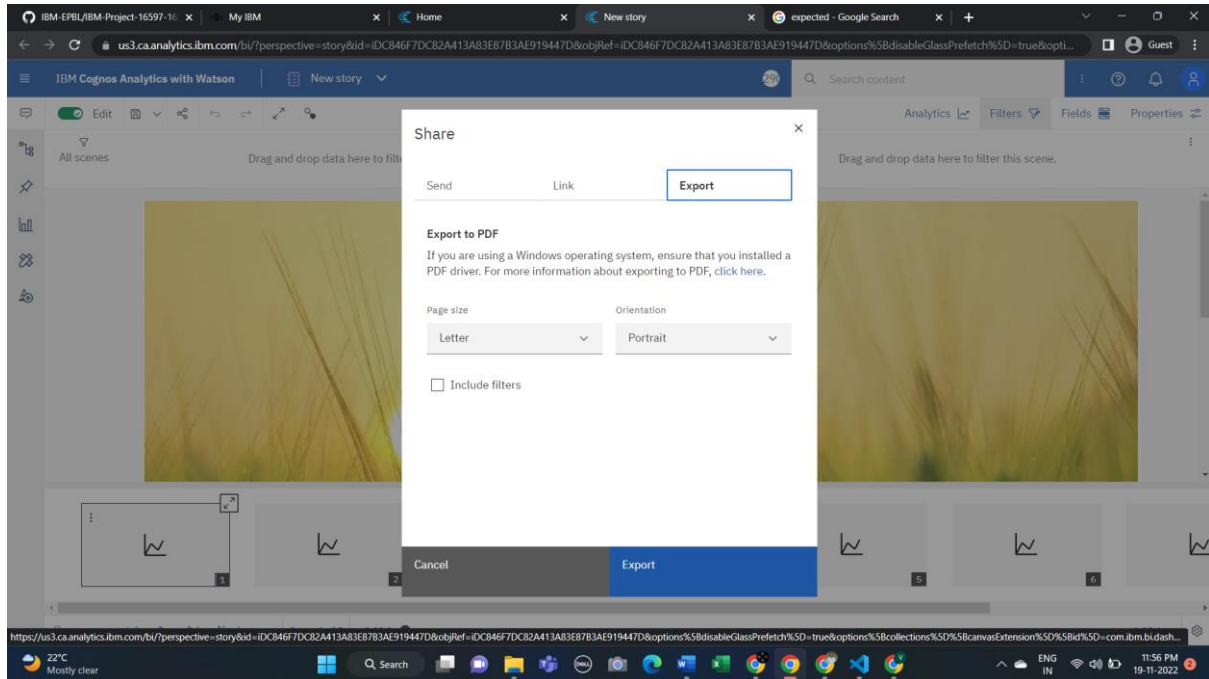 IBM-EPBL/IBM-Project-16597-16
My IBM
Home
New story
expected - Google Search
us3.ca.analytics.ibm.com/bi/?perspective=story&id=iDC846F7DC82A413A83E87B3AE919447D&objRef=iDC846F7DC82A413A83E87B3AE919447D&options%5BdisableGlassPrefetch%5D=true&opti...
Guest
IBM Cognos Analytics with Watson
New story
29
Search content
Edit
Analytics
Filters
Fields
Properties
All scenes
Drag and drop data here to filte
Drag and drop data here to filter this scene.
Share
Send Link Export
Export to PDF
If you are using a Windows operating system, ensure that you installed a
PDF driver. For more information about exporting to PDF, click here.
Page size Orientation
Letter Portrait
Include filters
1
2
5
6
Cancel Export
https://us3.ca.analytics.ibm.com/bi/?perspective=story&id=iDC846F7DC82A413A83E87B3AE919447D&objRef=iDC846F7DC82A413A83E87B3AE919447D&options%5BdisableGlassPrefetch%5D=true&options%5Bcollections%5D%5BcanvasExtension%5D%5Bid%5D=com.ibm.bi.dash...
22°C
Mostly clear
Search
DELL
ENG
IN
11:56 PM
19-11-2022
2